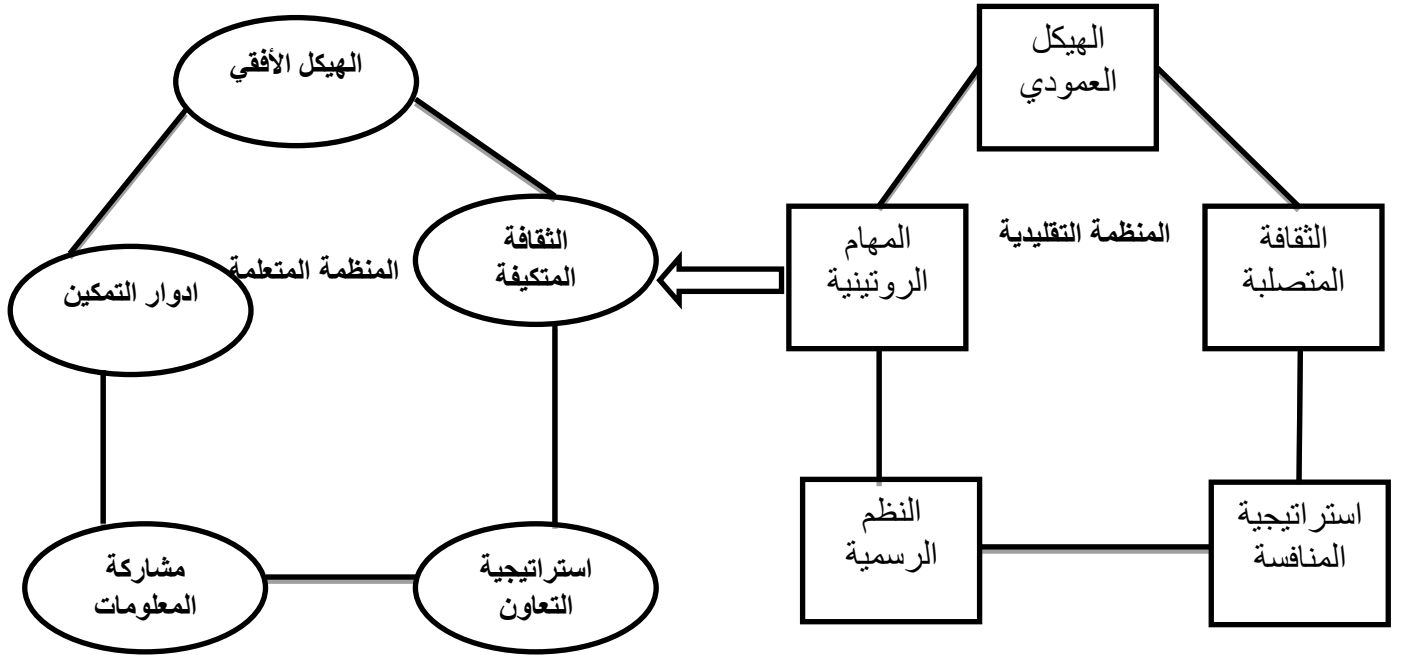 الهيكل
العمودي
المنظمة التقليدية
الثقافة
المتصلبة
المهام
الروتينية
استراتيجية
المنافسة
النظم
الرسمية
الهيكل الأفقي
المنظمة المتعلمة
الثقافة
المتكيفة
ادوار التمكين
استراتيجية
التعاون
مشاركة
المعلومات